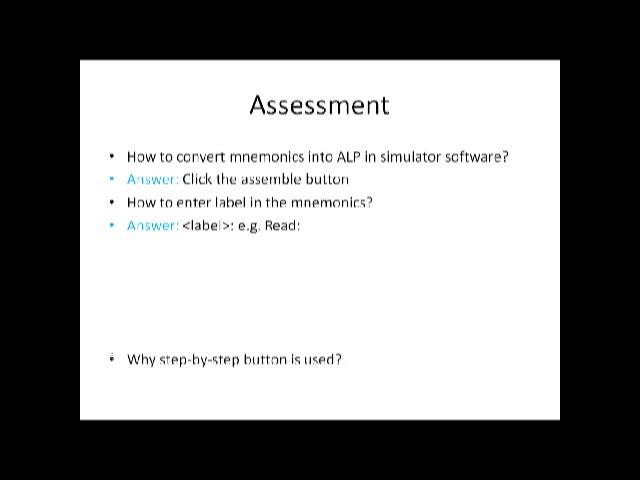 Assessment
• How to convert mnemonics into ALP in simulator software?
• Answer: Click the assemble button
• How to enter label in the mnemonics?
• Answer: <label>: e.g. Read:
• Why step-by-step button is used?